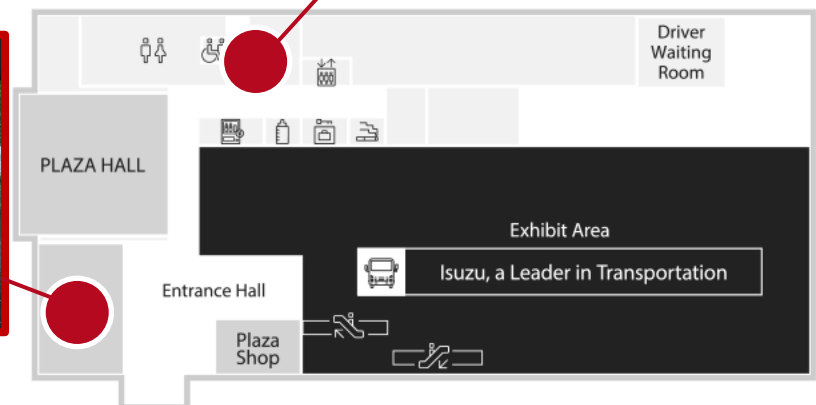 Driver
Waiting
Room
PLAZA HALL
Exhibit Area
Isuzu, a Leader in Transportation
Entrance Hall
Plaza
Shop